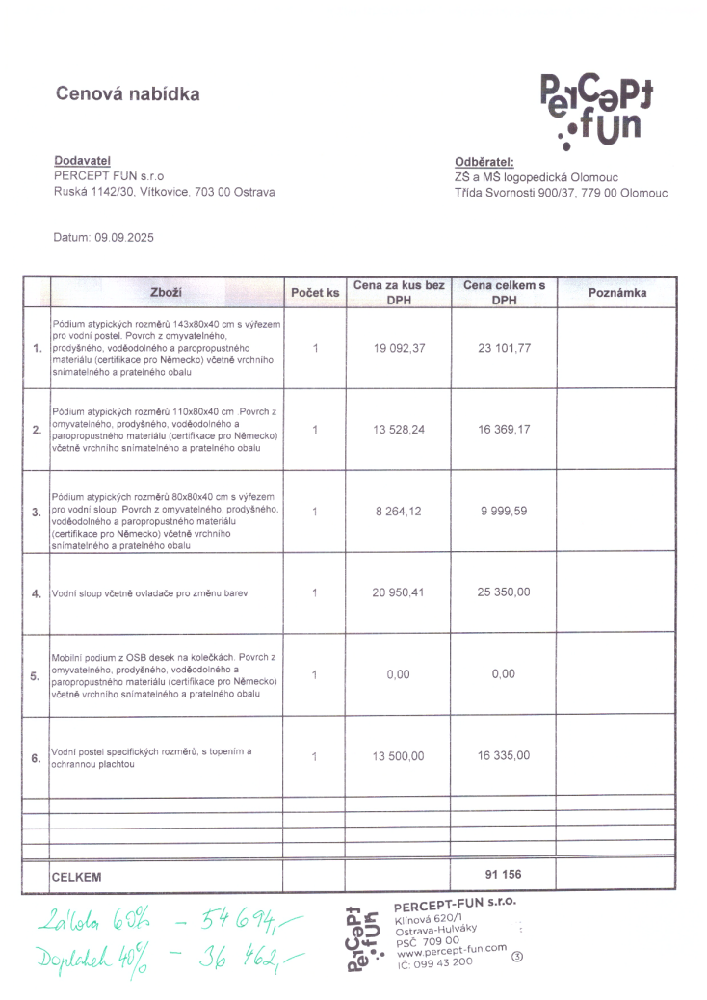 PerCePt
fun
Cenová nabídka
Dodavatel
PERCEPT FUN s.r.o
Ruská 1142/30, Vítkovice, 703 00 Ostrava
Odběratel:
ZŠ a MŠ logopedická Olomouc
Třída Svornosti 900/37, 779 00 Olomouc
Datum: 09.09.2025
Zboží Počet ks Cena za kus bez DPH Cena celkem s DPH Poznámka
1.
Pódium atypických rozměrů 143x80x40 cm s výřezem
pro vodní postel. Povrch z omyvatelného,
prodyšného, voděodolného a paropropustného
materiálu (certifikace pro Německo) včetně vrchního
snímatelného a pratelného obalu
1 19 092,37 23 101,77
2.
Pódium atypických rozměrů 110x80x40 cm .Povrch z
omyvatelného, prodyšného, voděodolného a
paropropustného materiálu (certifikace pro Německo)
včetně vrchního snímatelného a pratelného obalu
1 13 528,24 16 369,17
3.
Pódium atypických rozměrů 80x80x40 cm s výřezem
pro vodní sloup. Povrch z omyvatelného, prodyšného,
voděodolného a paropropustného materiálu
(certifikace pro Německo) včetně vrchního
snímatelného a pratelného obalu
1 8 264,12 9 999,59
4. Vodní sloup včetně ovladače pro změnu barev 1 20 950,41 25 350,00
5.
Mobilní podium z OSB desek na kolečkách. Povrch z
omyvatelného, prodyšného, voděodolného a
paropropustného materiálu (certifikace pro Německo)
včetně vrchního snímatelného a pratelného obalu
1 0,00 0,00
6.
Vodní postel specifických rozměrů, s topením a
ochrannou plachtou
1 13 500,00 16 335,00
CELKEM 91 156
Záloha 60% - 54 694,-
Doplatek 40% - 36 462,-
PerCePt
fun
PERCEPT-FUN s.r.o.
Klínová 620/1
Ostrava-Hulváky
PSČ 709 00
www.percept-fun.com
IČ: 099 43 200
3